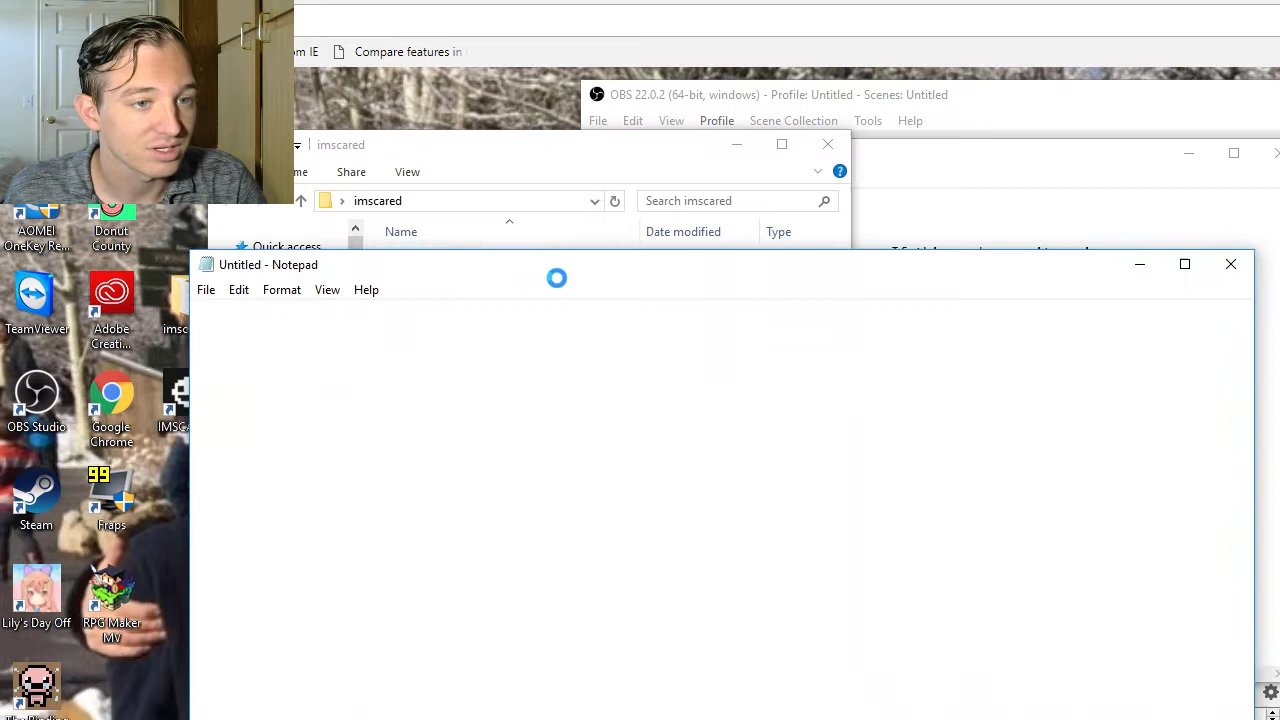 om IE Compare features in
OBS 22.0.2 (64-bit, windows) - Profile: Untitled - Scenes: Untitled
File Edit View Profile Scene Collection Tools Help
imscared
me Share View
imscared
Search imscared
Name Date modified Type
Quick access
Untitled - Notepad
File Edit Format View Help
AOMEI
OneKey Re...
Donut
County
TeamViewer
Adobe
Creati...
imsc
OBS Studio
Google
Chrome
IMSCA
99
Steam
Fraps
Lily's Day Off
RPG Maker
MV